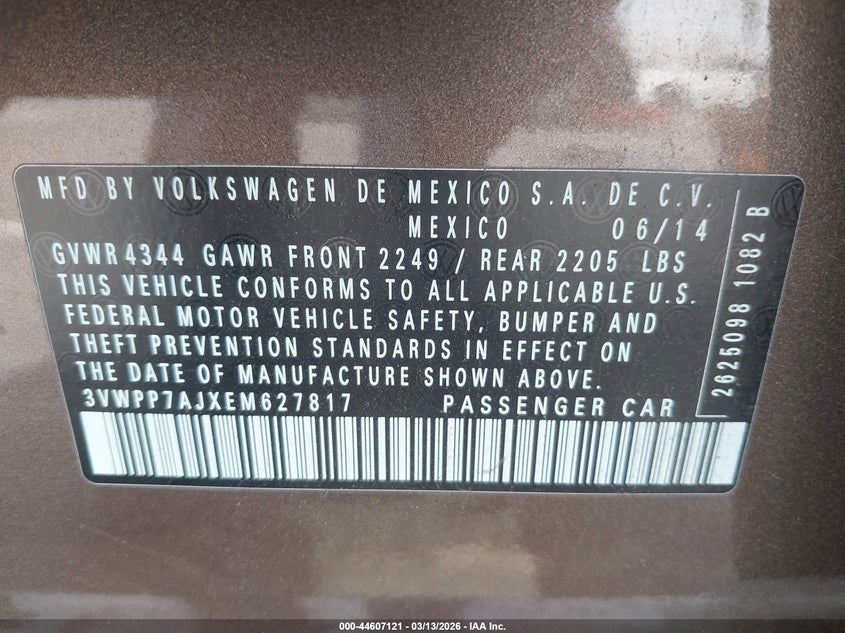 MFD BY VOLKSWAGEN DE MEXICO S.A. DE C.V.
MEXICO 06/14
GVWR 4344 GAWR FRONT 2249 / REAR 2205 LBS
THIS VEHICLE CONFORMS TO ALL APPLICABLE U.S.
FEDERAL MOTOR VEHICLE SAFETY, BUMPER AND
THEFT PREVENTION STANDARDS IN EFFECT ON
THE DATE OF MANUFACTURE SHOWN ABOVE.
3VWPP7AJXEM627817 PASSENGER CAR
2625098 1082 B
000-44607121 - 03/13/2026 - IAA Inc.